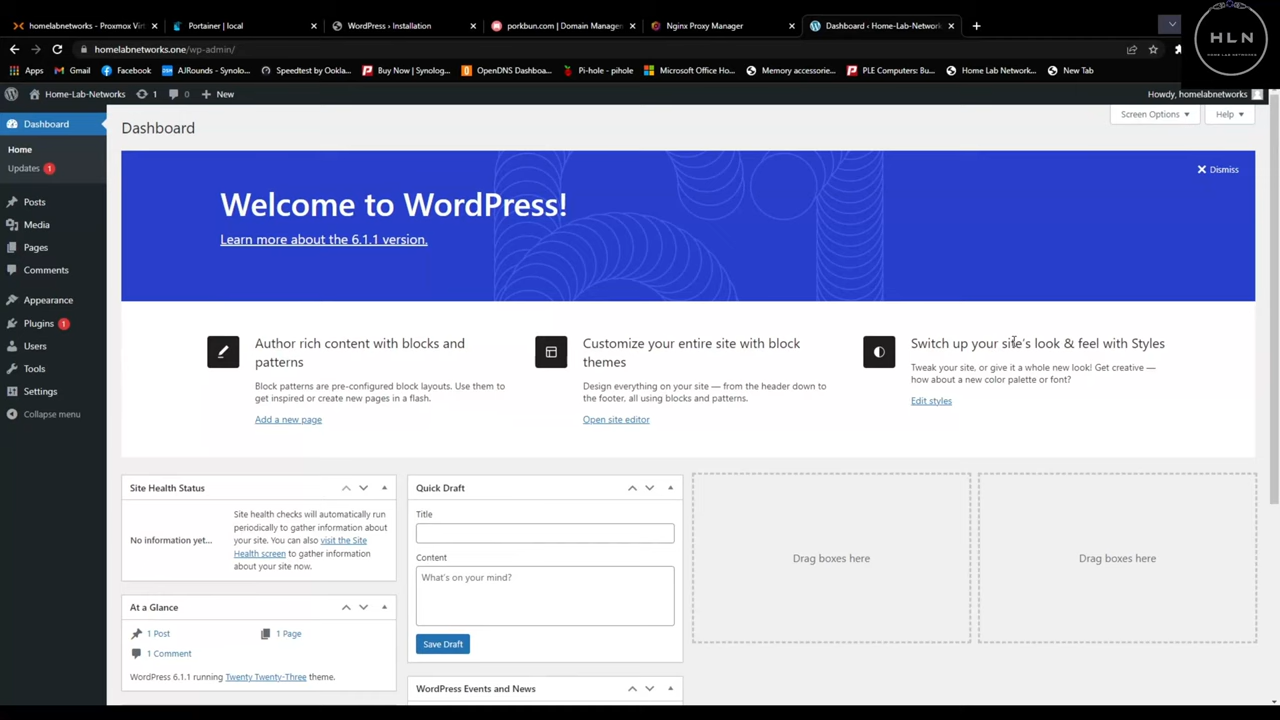 homelabnetworks - Proxmox Virt
Portainer | local
WordPress › Installation
porkbun.com | Domain Manager
Nginx Proxy Manager
Dashboard ‹ Home-Lab-Network
homelabnetworks.one/wp-admin/
Apps
Gmail
Facebook
AJRounds - Synolo...
Speedtest by Ookla...
Buy Now | Synolog...
OpenDNS Dashboa...
Pi-hole - pihole
Microsoft Office Ho...
Memory accessorie...
PLE Computers: Bu...
Home Lab Network...
New Tab
HLN
HOME LAB NETWORKS
Home-Lab-Networks
1
0
New
Howdy, homelabnetworks
Dashboard
Home
Updates 1
Posts
Media
Pages
Comments
Appearance
Plugins 1
Users
Tools
Settings
Collapse menu
Dashboard
Screen Options
Help
Dismiss
Welcome to WordPress!
Learn more about the 6.1.1 version.
Author rich content with blocks and
patterns
Block patterns are pre-configured block layouts. Use them to
get inspired or create new pages in a flash.
Add a new page
Customize your entire site with block
themes
Design everything on your site — from the header down to
the footer, all using blocks and patterns.
Open site editor
Switch up your site's look & feel with Styles
Tweak your site, or give it a whole new look! Get creative —
how about a new color palette or font?
Edit styles
Site Health Status
No information yet...
Site health checks will automatically run
periodically to gather information about
your site. You can also visit the Site
Health screen to gather information
about your site now.
At a Glance
1 Post
1 Page
1 Comment
WordPress 6.1.1 running Twenty Twenty-Three theme.
Quick Draft
Title
Content
What's on your mind?
Save Draft
WordPress Events and News
Drag boxes here
Drag boxes here